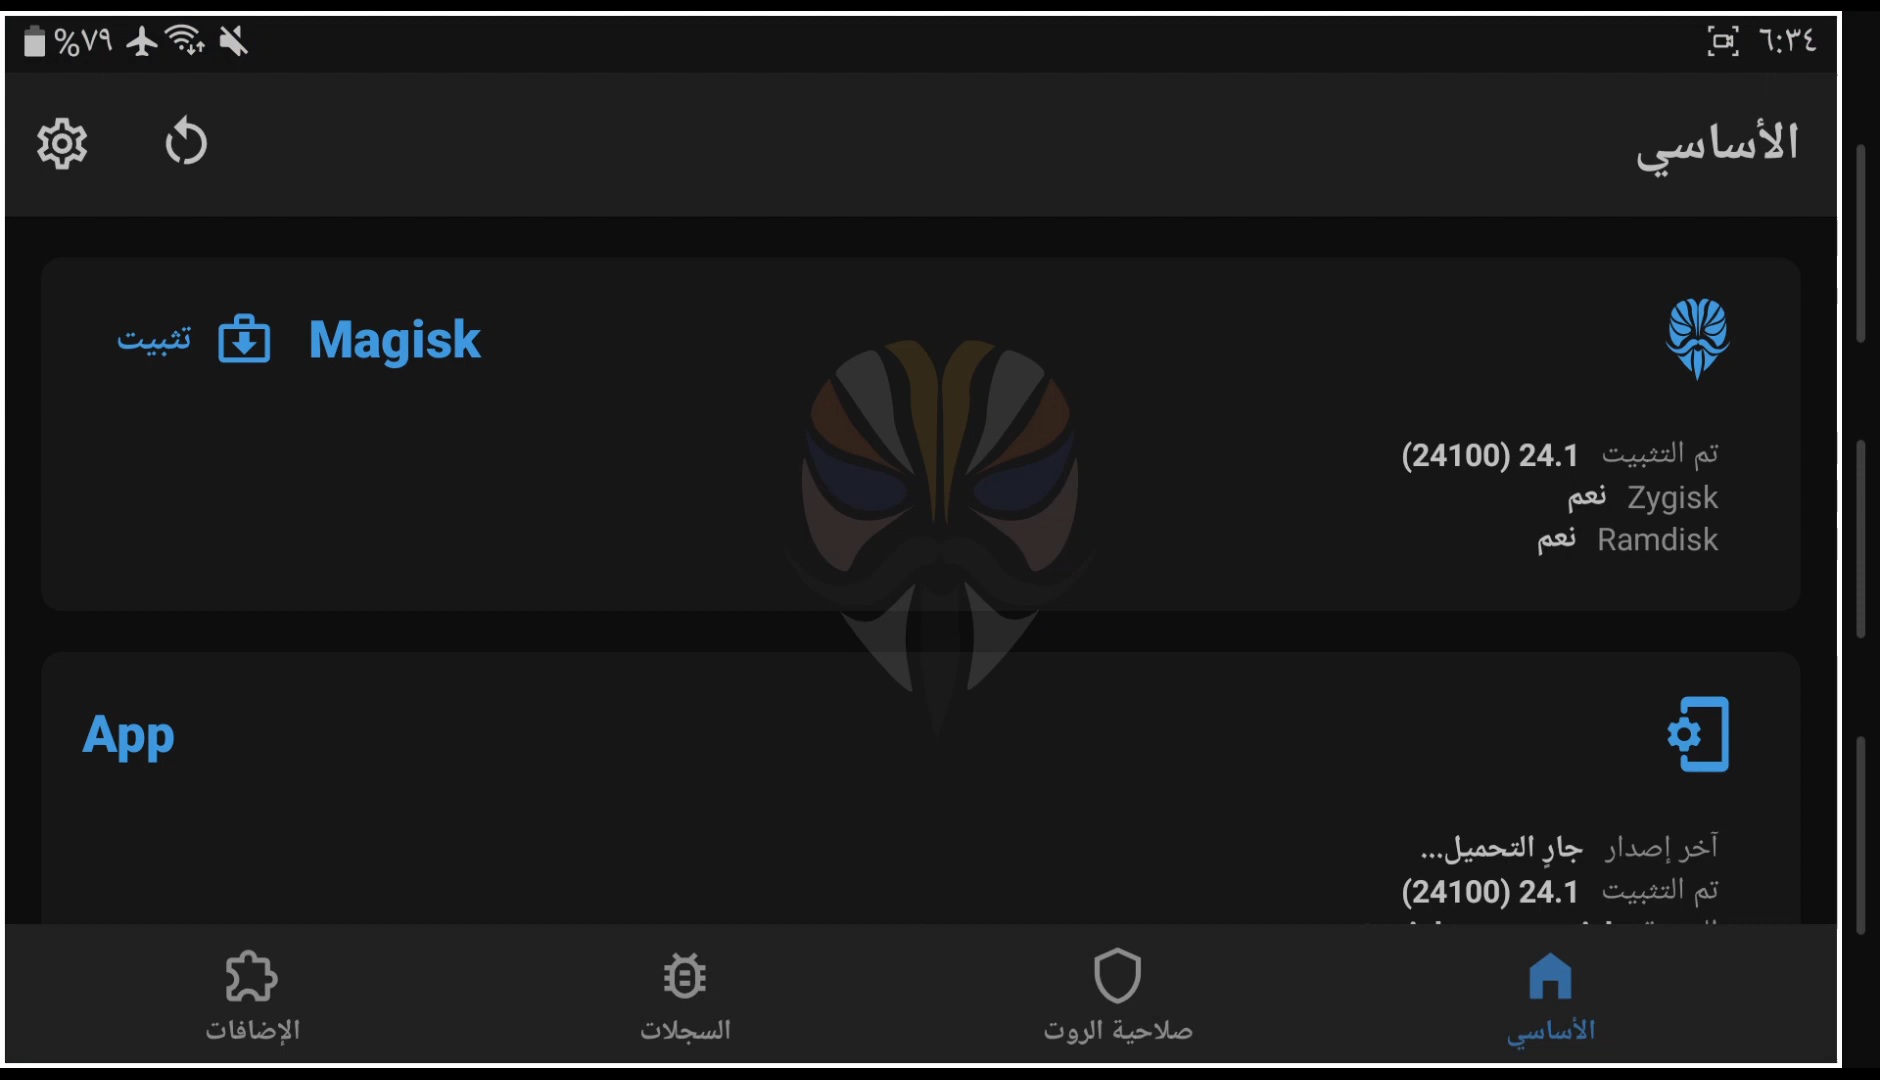 %٧٩
٦:٣٤
الأساسي
Magisk
تثبيت
تم التثبيت 24.1 (24100)
Zygisk نعم
Ramdisk نعم
App
آخر إصدار جارٍ التحميل...
تم التثبيت 24.1 (24100)
الأساسي
صلاحية الروت
السجلات
الإضافات